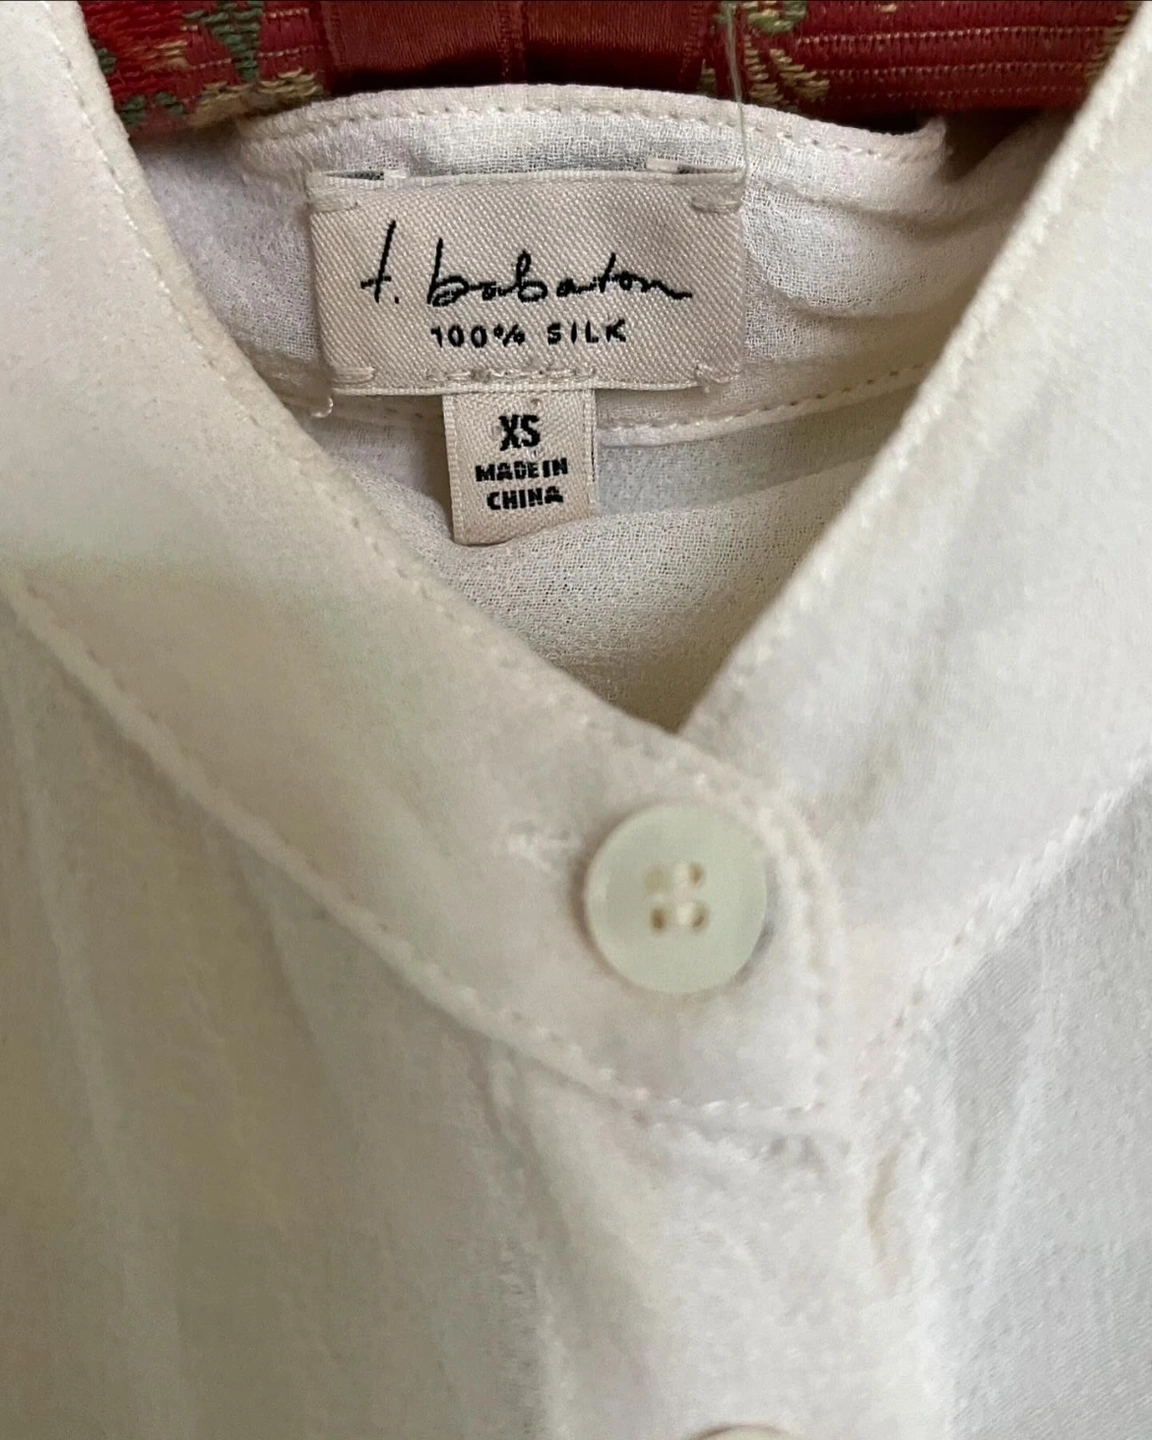 t. babaton
100% SILK
XS
MADE IN
CHINA